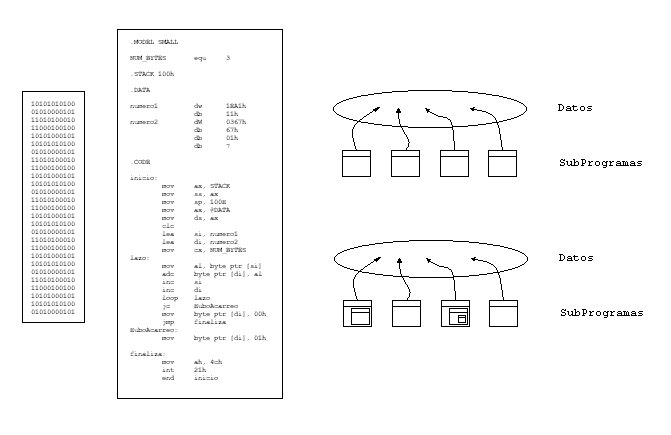 10101010100
01010000101
11101010010
11000100100
10101000101
10101010100
01010000101
11010100010
11000100100
10101000101
10101010100
01010000101
11010100010
11000100100
10101000101
10101010100
01010000101
11010100010
11000100100
10101000101
10101010100
01010000101
11010100010
11000100100
10101000101
10101010100
01010000101
.MODEL SMALL
NUM_BYTES equ 3
.STACK 100h
.DATA
numero1 dw 1EA1h
db 11h
numero2 dW 0367h
db 67h
db 01h
db 7
.CODE
inicio:
mov ax, STACK
mov ss, ax
mov sp, 100H
mov ax, @DATA
mov ds, ax
clc
lea si, numero1
lea di, numero2
mov cx, NUM_BYTES
lazo:
mov al, byte ptr [si]
adc byte ptr [di], al
inc si
inc di
loop lazo
jc HuboAcarreo
mov byte ptr [di], 00h
jmp finaliza
HuboAcarreo:
mov byte ptr [di], 01h
finaliza:
mov ah, 4ch
int 21h
end inicio
Datos
SubProgramas
Datos
SubProgramas